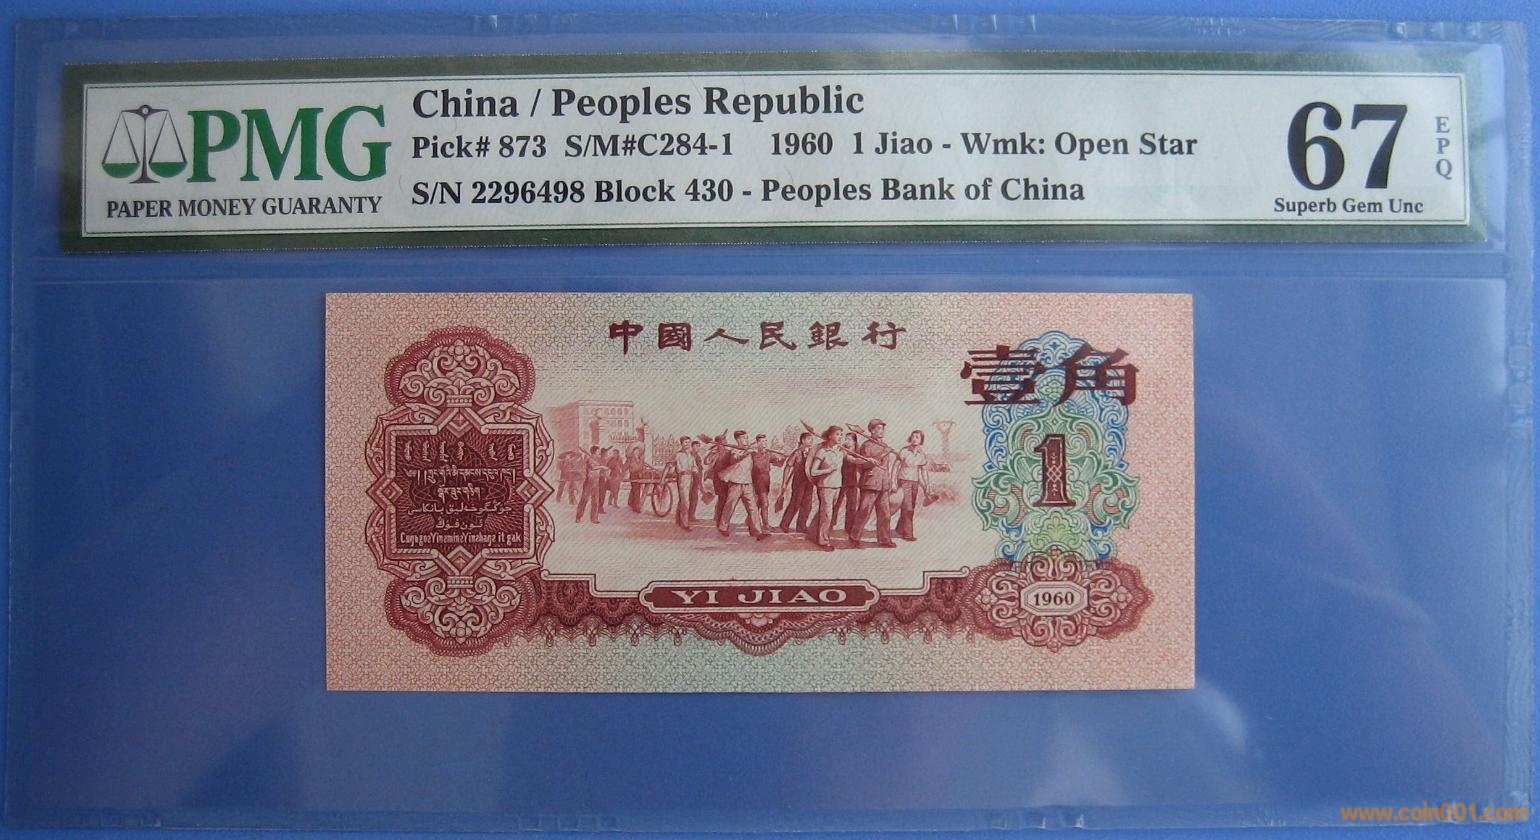 PMG
PAPER MONEY GUARANTY
China / Peoples Republic
Pick# 873 S/M#C284-1 1960 1 Jiao - Wmk: Open Star
S/N 2296498 Block 430 - Peoples Bank of China
67
EPQ
Superb Gem Unc
中國人民銀行
壹角
1
YI JIAO
1960
www.coin001.com